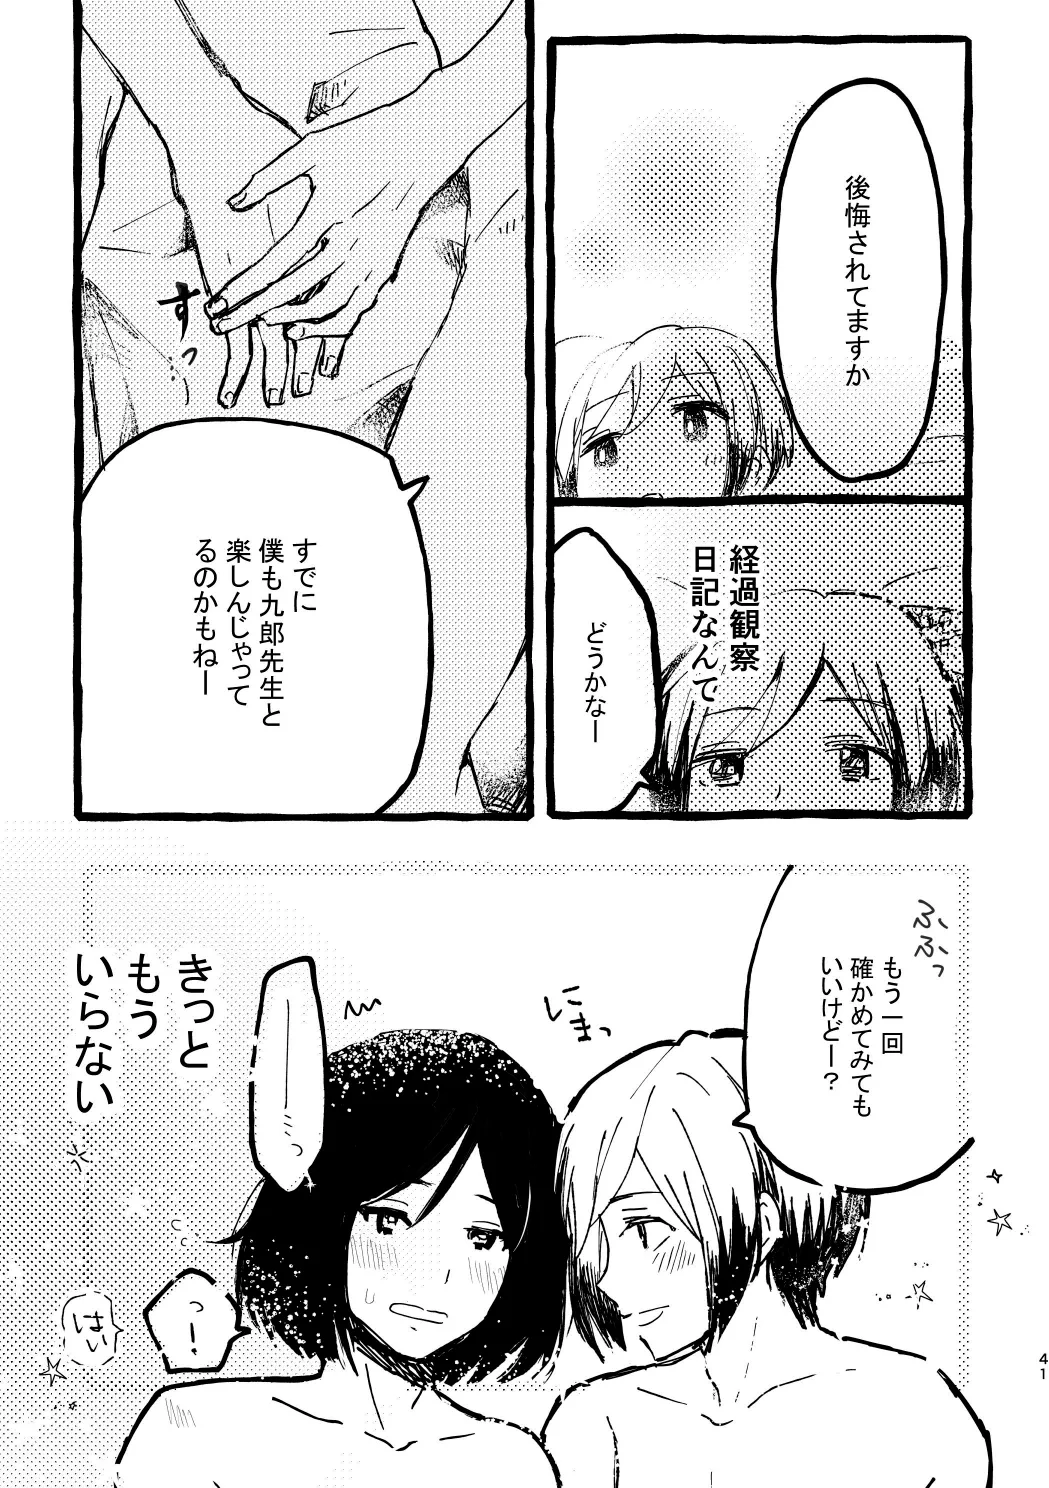 後悔されてますか
経過観察
日記なんて
どうかなー
すっ
すでに
僕も九郎先生と
楽しんじゃって
るのかもねー
ふふっ
もう一回
確かめてみても
いいけどー？
にまっ
――っ
きっと
もう
いらない
っ！
はい
41